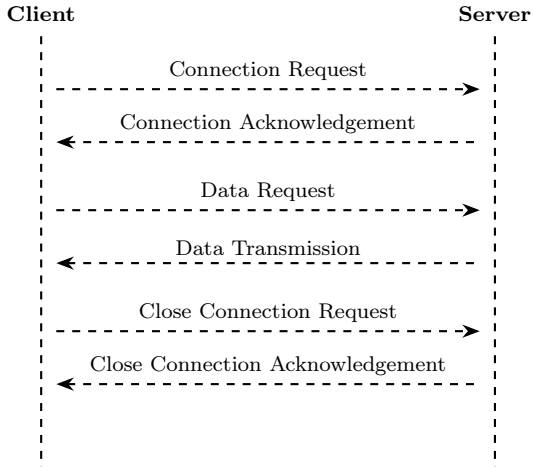 Client Server
Connection Request
Connection Acknowledgement
Data Request
Data Transmission
Close Connection Request
Close Connection Acknowledgement